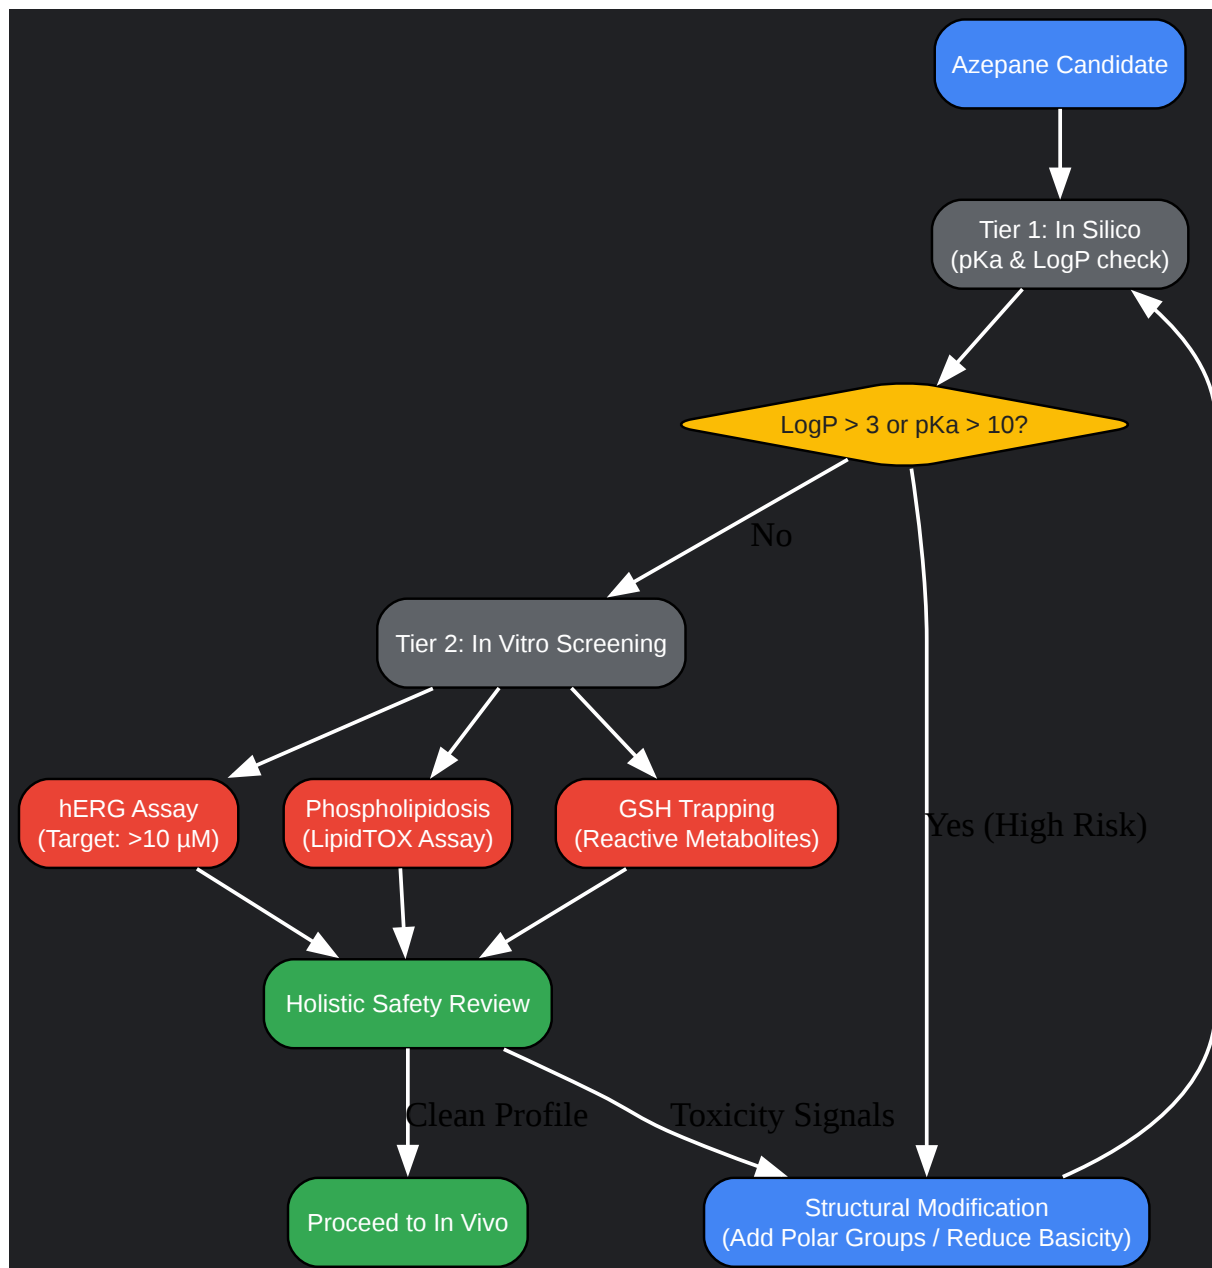 Azepane Candidate
Tier 1: In Silico
(pKa & LogP check)
LogP > 3 or pKa > 10?
No
Tier 2: In Vitro Screening
hERG Assay
(Target: >10 µM)
Phospholipidosis
(LipidTOX Assay)
GSH Trapping
(Reactive Metabolites)
Yes (High Risk)
Holistic Safety Review
Clean Profile
Toxicity Signals
Proceed to In Vivo
Structural Modification
(Add Polar Groups / Reduce Basicity)